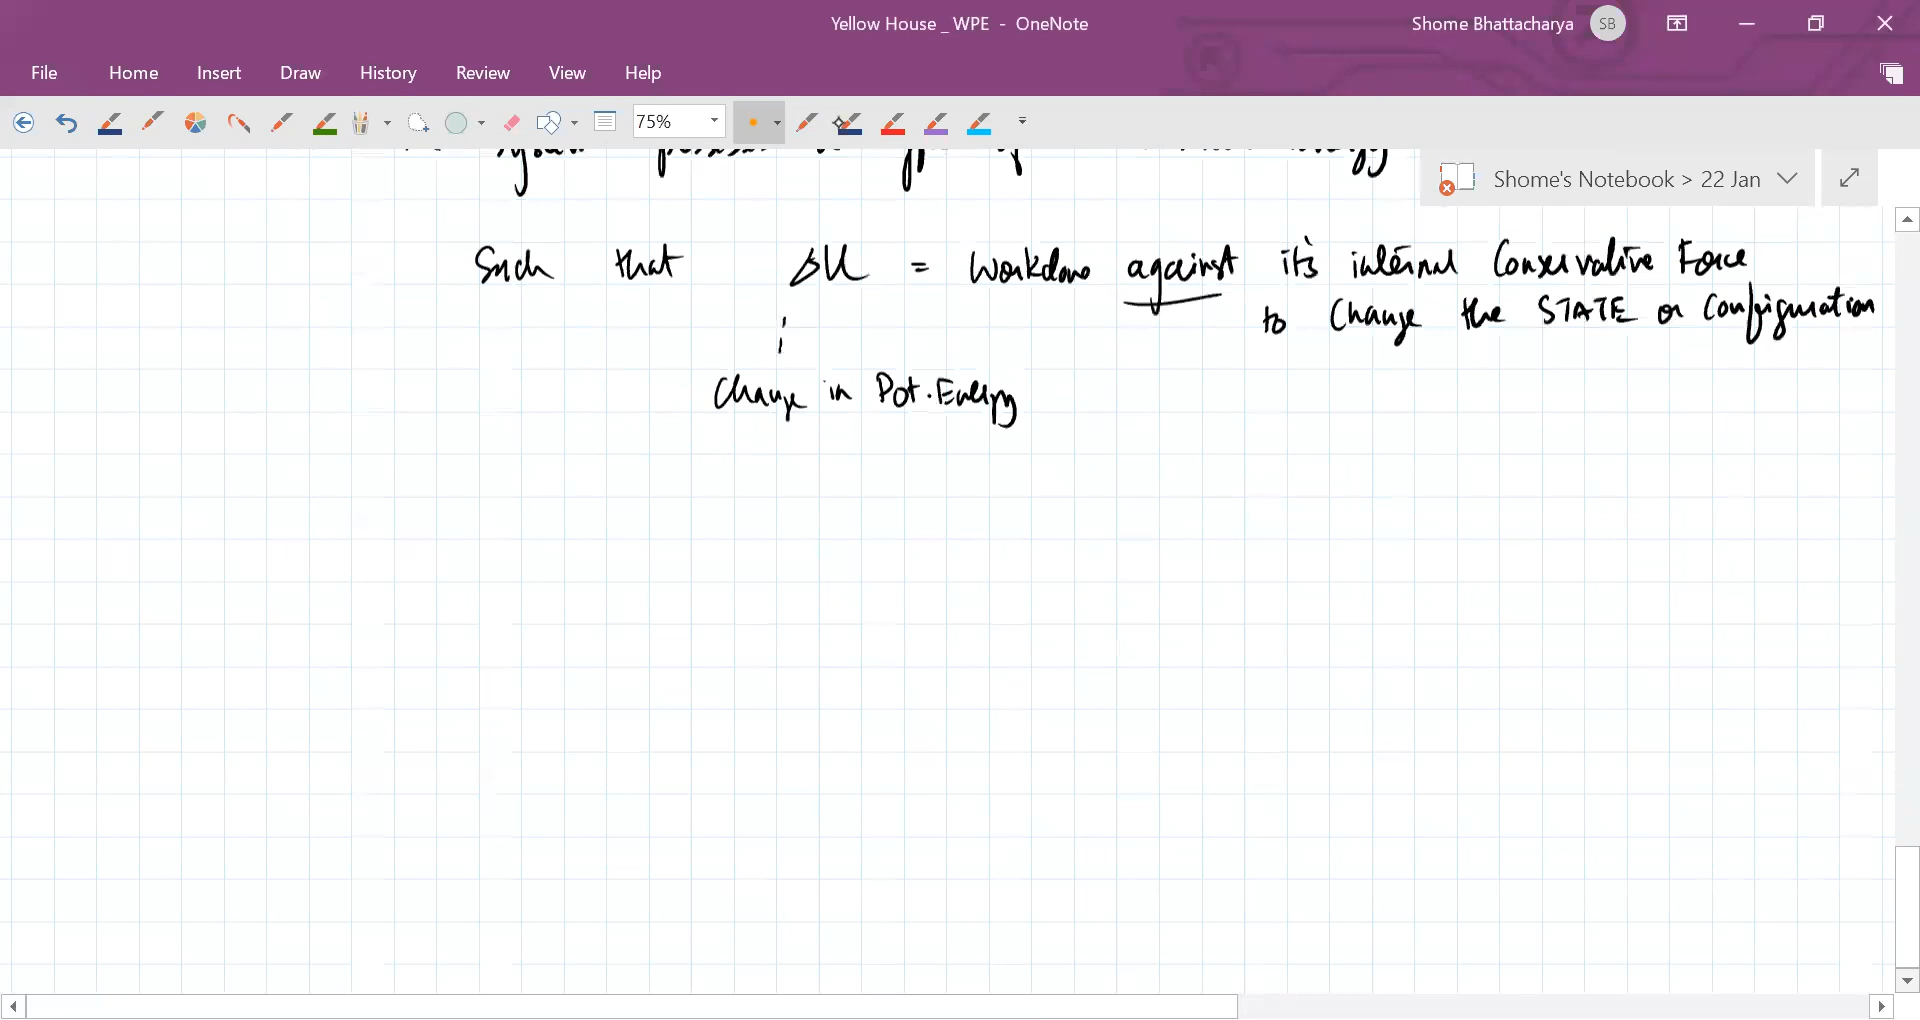 Yellow House _ WPE - OneNote
Shome Bhattacharya SB
File Home Insert Draw History Review View Help
75%
Shome's Notebook > 22 Jan
Such that ΔU = Workdone against it's internal Conservative Force
to Change the STATE or Configuration
Change in Pot. Energy